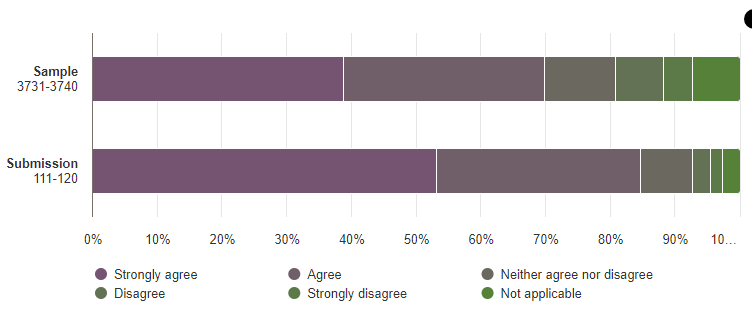 Sample
3731-3740
Submission
111-120
0% 10% 20% 30% 40% 50% 60% 70% 80% 90% 10...
Strongly agree Agree Neither agree nor disagree
Disagree Strongly disagree Not applicable